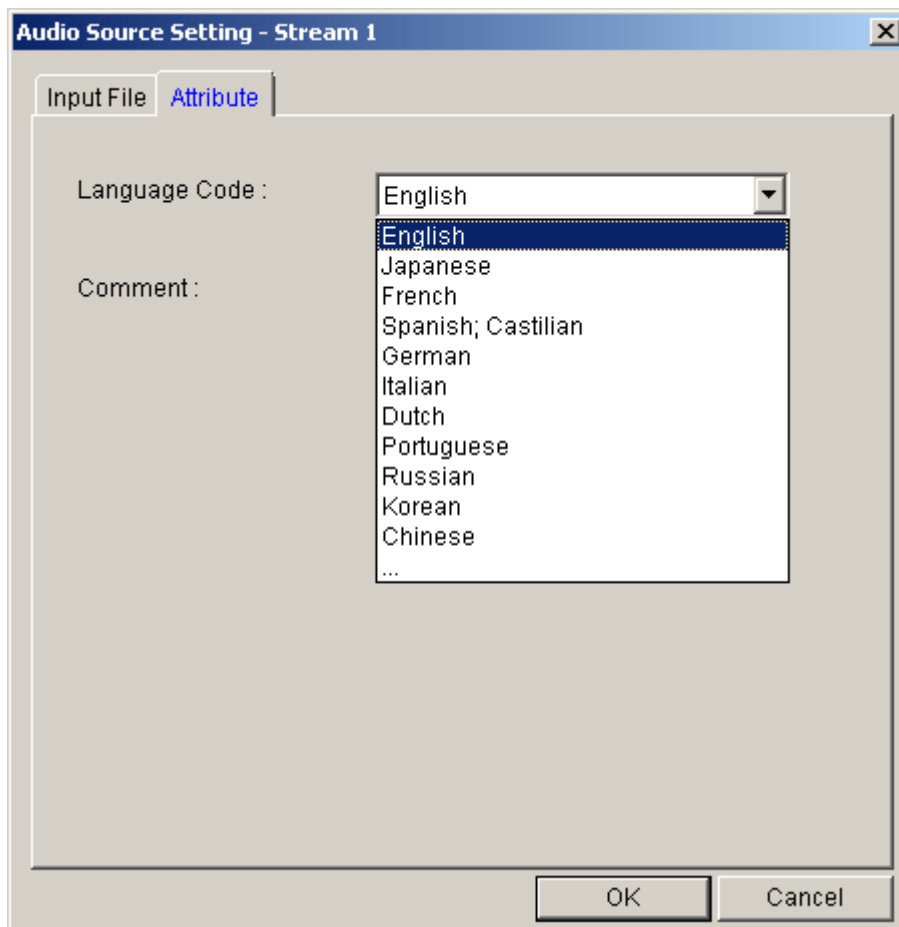 Audio Source Setting - Stream 1
Input File Attribute
Language Code : English
English
Japanese
Comment :
French
Spanish; Castilian
German
Italian
Dutch
Portuguese
Russian
Korean
Chinese
...
OK Cancel